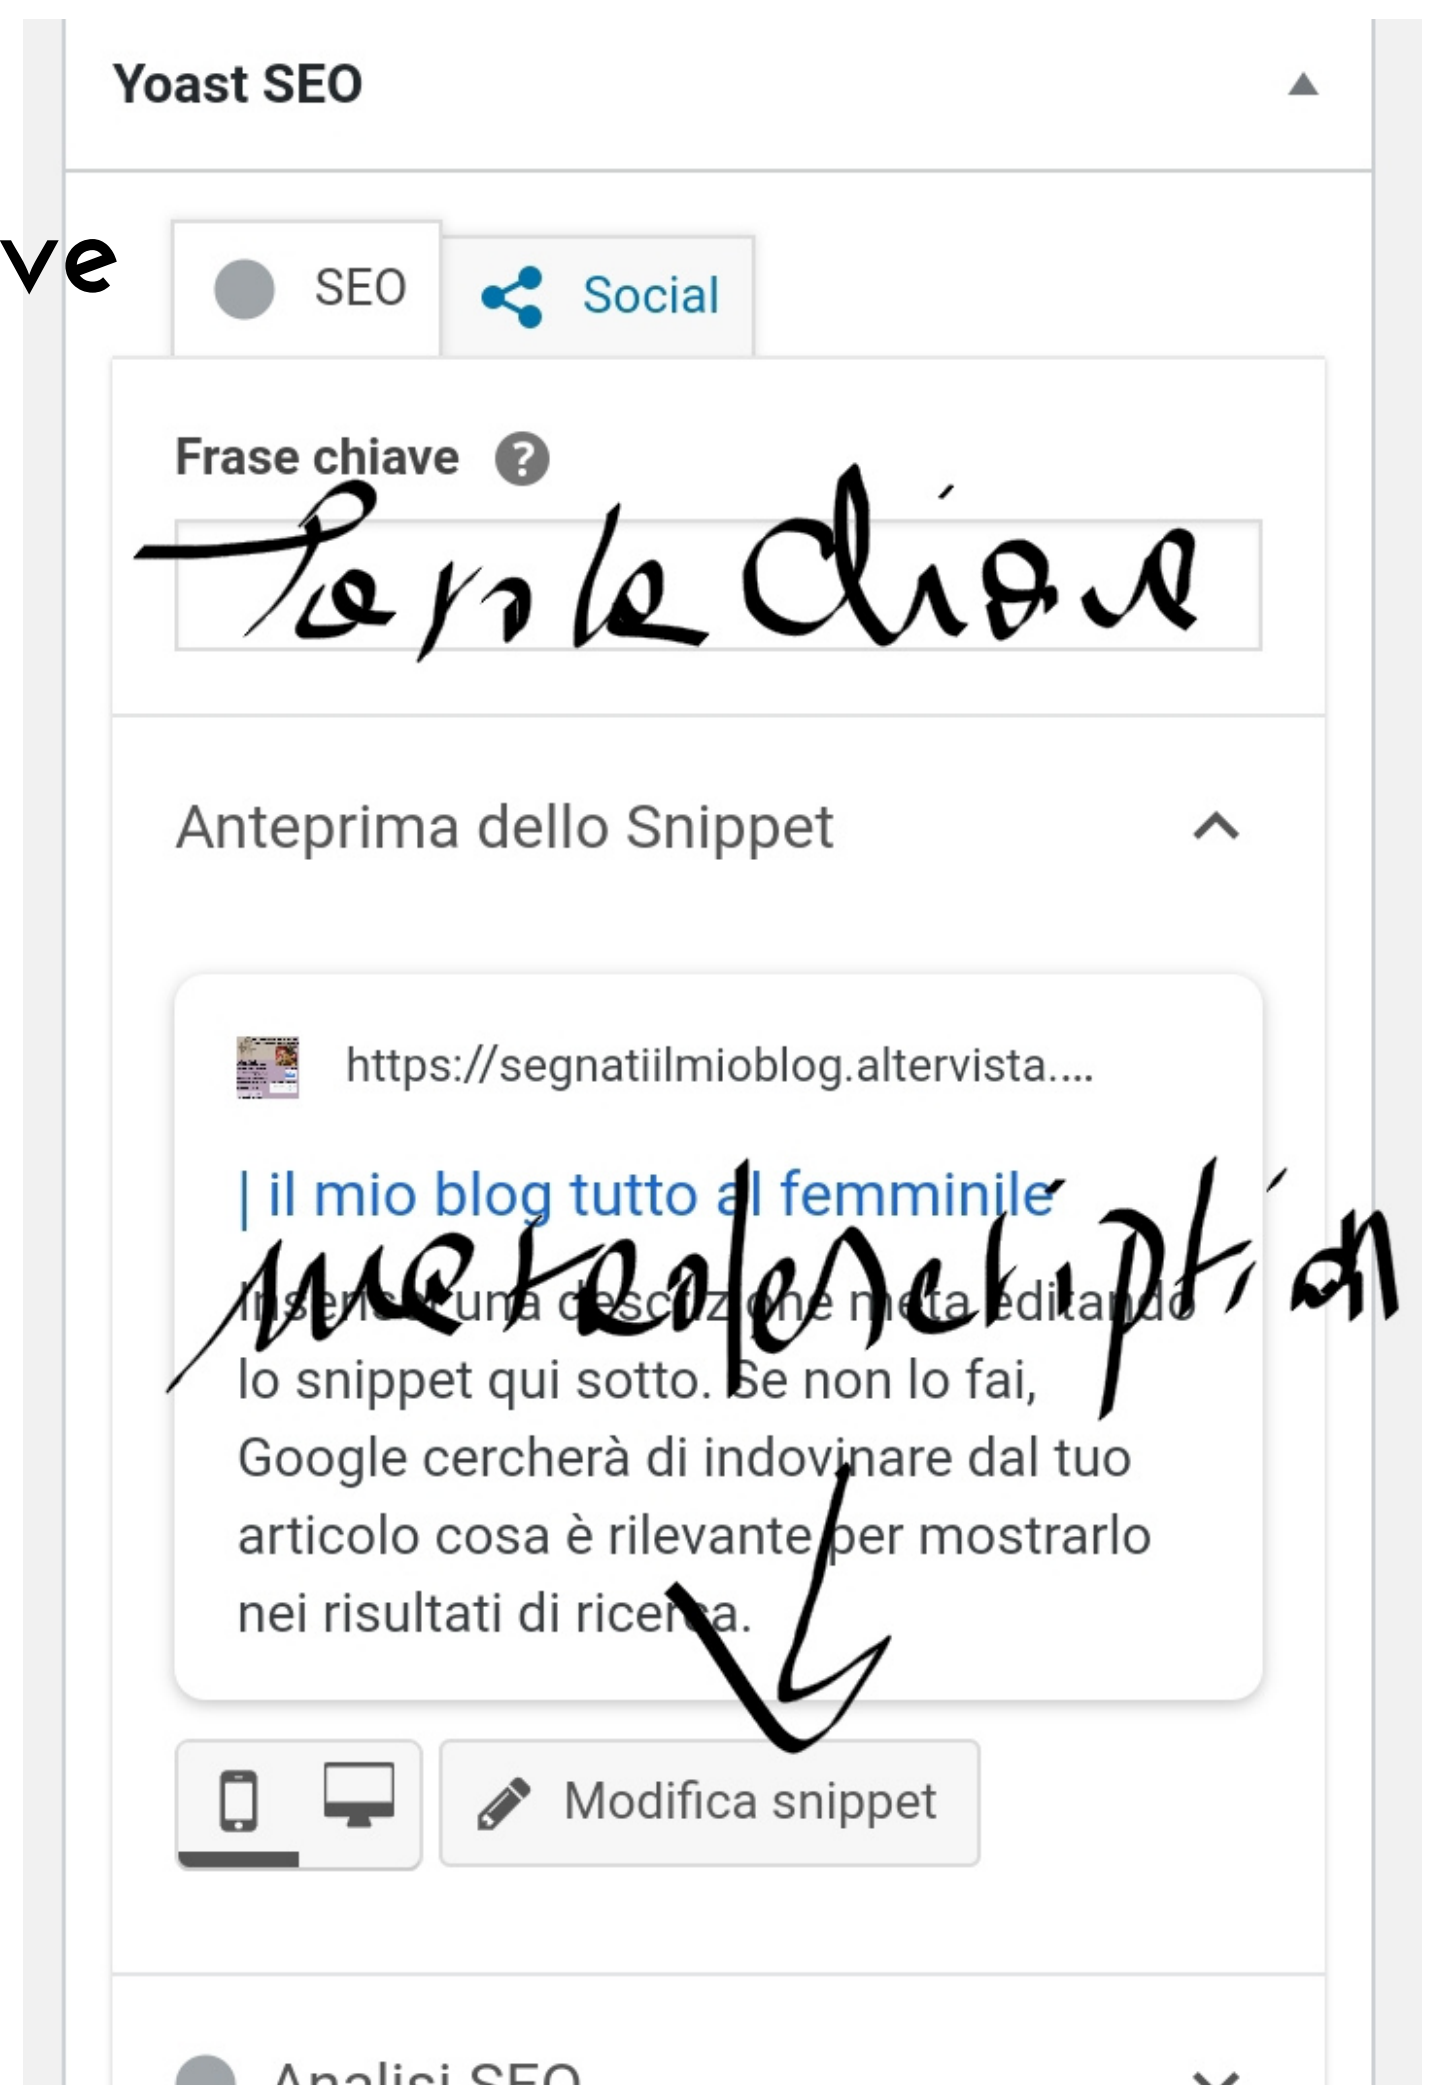 Yoast SEO
ve
SEO
Social
Frase chiave ?
Parola chiave
Anteprima dello Snippet
https://segnatiilmioblog.altervista.…
| il mio blog tutto al femminile
metadescription
Inserisci una descrizione meta editando
lo snippet qui sotto. Se non lo fai,
Google cercherà di indovinare dal tuo
articolo cosa è rilevante per mostrarlo
nei risultati di ricerca.
Modifica snippet
Analisi SEO